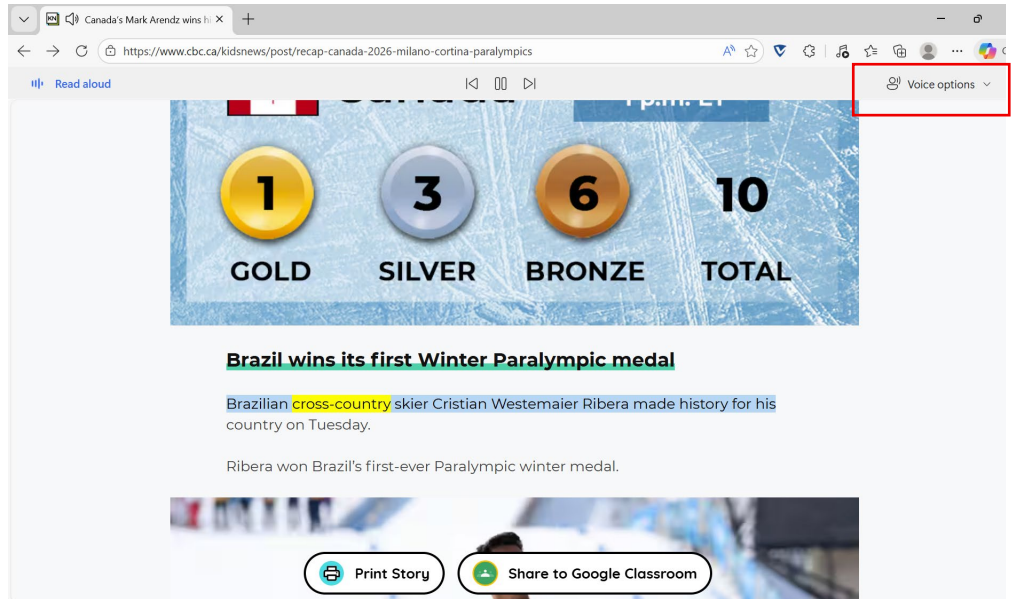 KN Canada's Mark Arendz wins hi
https://www.cbc.ca/kidsnews/post/recap-canada-2026-milano-cortina-paralympics
Read aloud
Voice options
1 3 6 10
GOLD SILVER BRONZE TOTAL
Brazil wins its first Winter Paralympic medal
Brazilian cross-country skier Cristian Westemaier Ribera made history for his
country on Tuesday.
Ribera won Brazil’s first-ever Paralympic winter medal.
Print Story
Share to Google Classroom